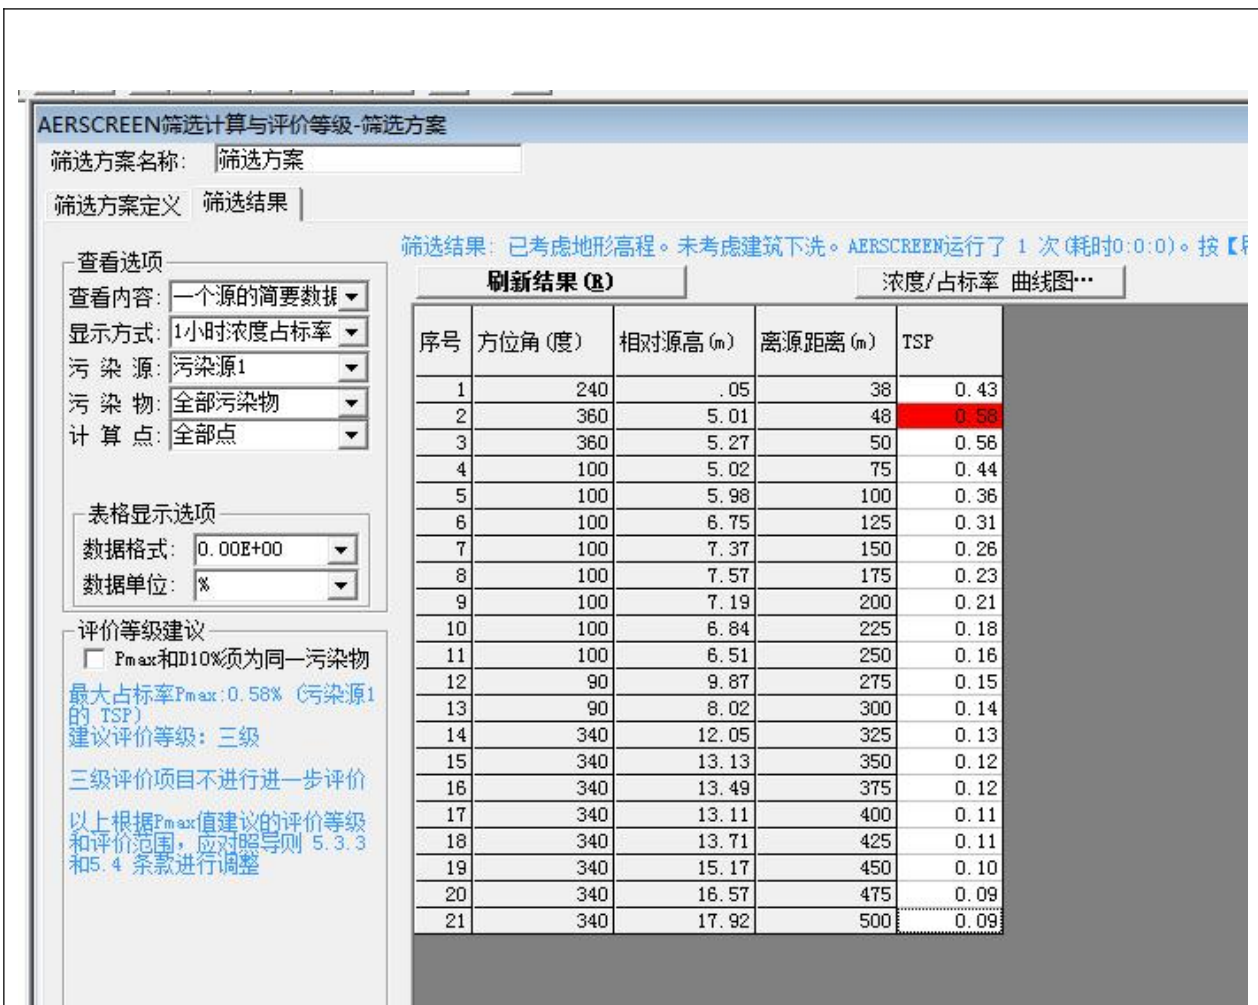 AERSCREEN筛选计算与评价等级-筛选方案
筛选方案名称: 筛选方案
筛选方案定义 筛选结果
筛选结果: 已考虑地形高程。未考虑建筑下洗。AERSCREEN运行了 1 次(耗时0:0:0)。按【
查看选项
查看内容: 一个源的简要数据
显示方式: 1小时浓度占标率
污 染 源: 污染源1
污 染 物: 全部污染物
计 算 点: 全部点
表格显示选项
数据格式: 0.00E+00
数据单位: %
评价等级建议
Pmax和D10%须为同一污染物
最大占标率Pmax:0.58% (污染源1
的 TSP)
建议评价等级: 三级
三级评价项目不进行进一步评价
以上根据Pmax值建议的评价等级
和评价范围,应对照导则 5.3.3
和5.4 条款进行调整
刷新结果(R) 浓度/占标率 曲线图…
序号 方位角(度) 相对源高(m) 离源距离(m) TSP
1 240 .05 38 0.43
2 360 5.01 48 0.58
3 360 5.27 50 0.56
4 100 5.02 75 0.44
5 100 5.98 100 0.36
6 100 6.75 125 0.31
7 100 7.37 150 0.26
8 100 7.57 175 0.23
9 100 7.19 200 0.21
10 100 6.84 225 0.18
11 100 6.51 250 0.16
12 90 9.87 275 0.15
13 90 8.02 300 0.14
14 340 12.05 325 0.13
15 340 13.13 350 0.12
16 340 13.49 375 0.12
17 340 13.11 400 0.11
18 340 13.71 425 0.11
19 340 15.17 450 0.10
20 340 16.57 475 0.09
21 340 17.92 500 0.09